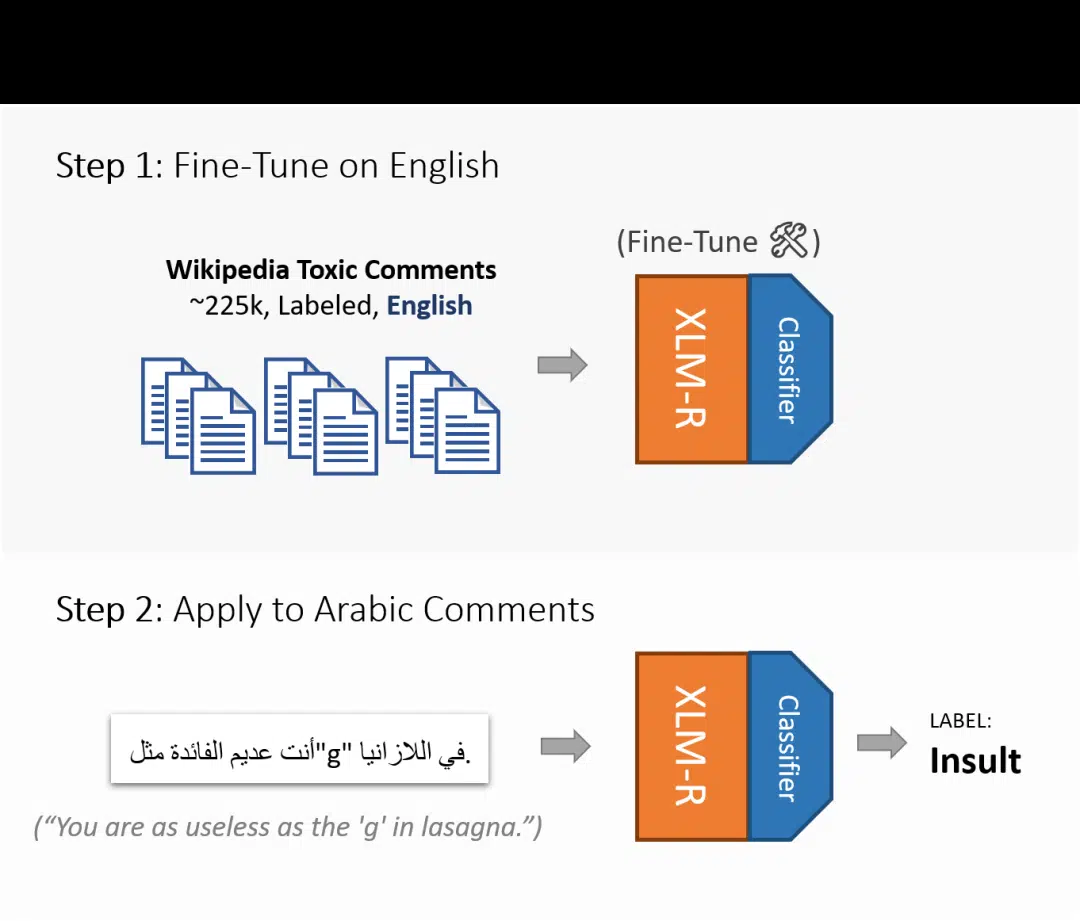 Step 1: Fine-Tune on English
(Fine-Tune 🛠)
Wikipedia Toxic Comments
~225k, Labeled, English
XLM-R
Classifier
Step 2: Apply to Arabic Comments
أنت عديم الفائدة مثل"g" في اللازانيا.
("You are as useless as the 'g' in lasagna.”)
XLM-R
Classifier
LABEL:
Insult